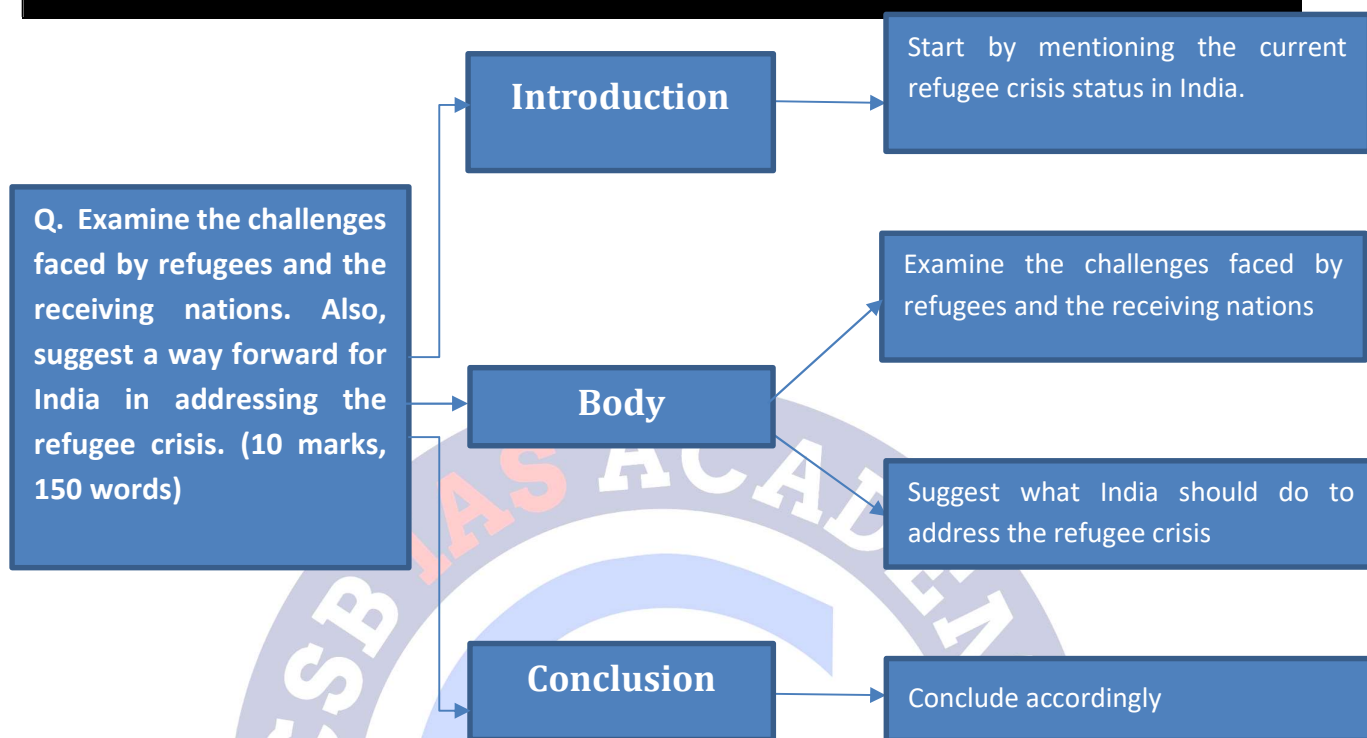 Introduction
Start by mentioning the current
refugee crisis status in India.
Q. Examine the challenges
faced by refugees and the
receiving nations. Also,
suggest a way forward for
India in addressing the
refugee crisis. (10 marks,
150 words)
Body
Examine the challenges faced by
refugees and the receiving nations
Suggest what India should do to
address the refugee crisis
Conclusion
Conclude accordingly
IAS